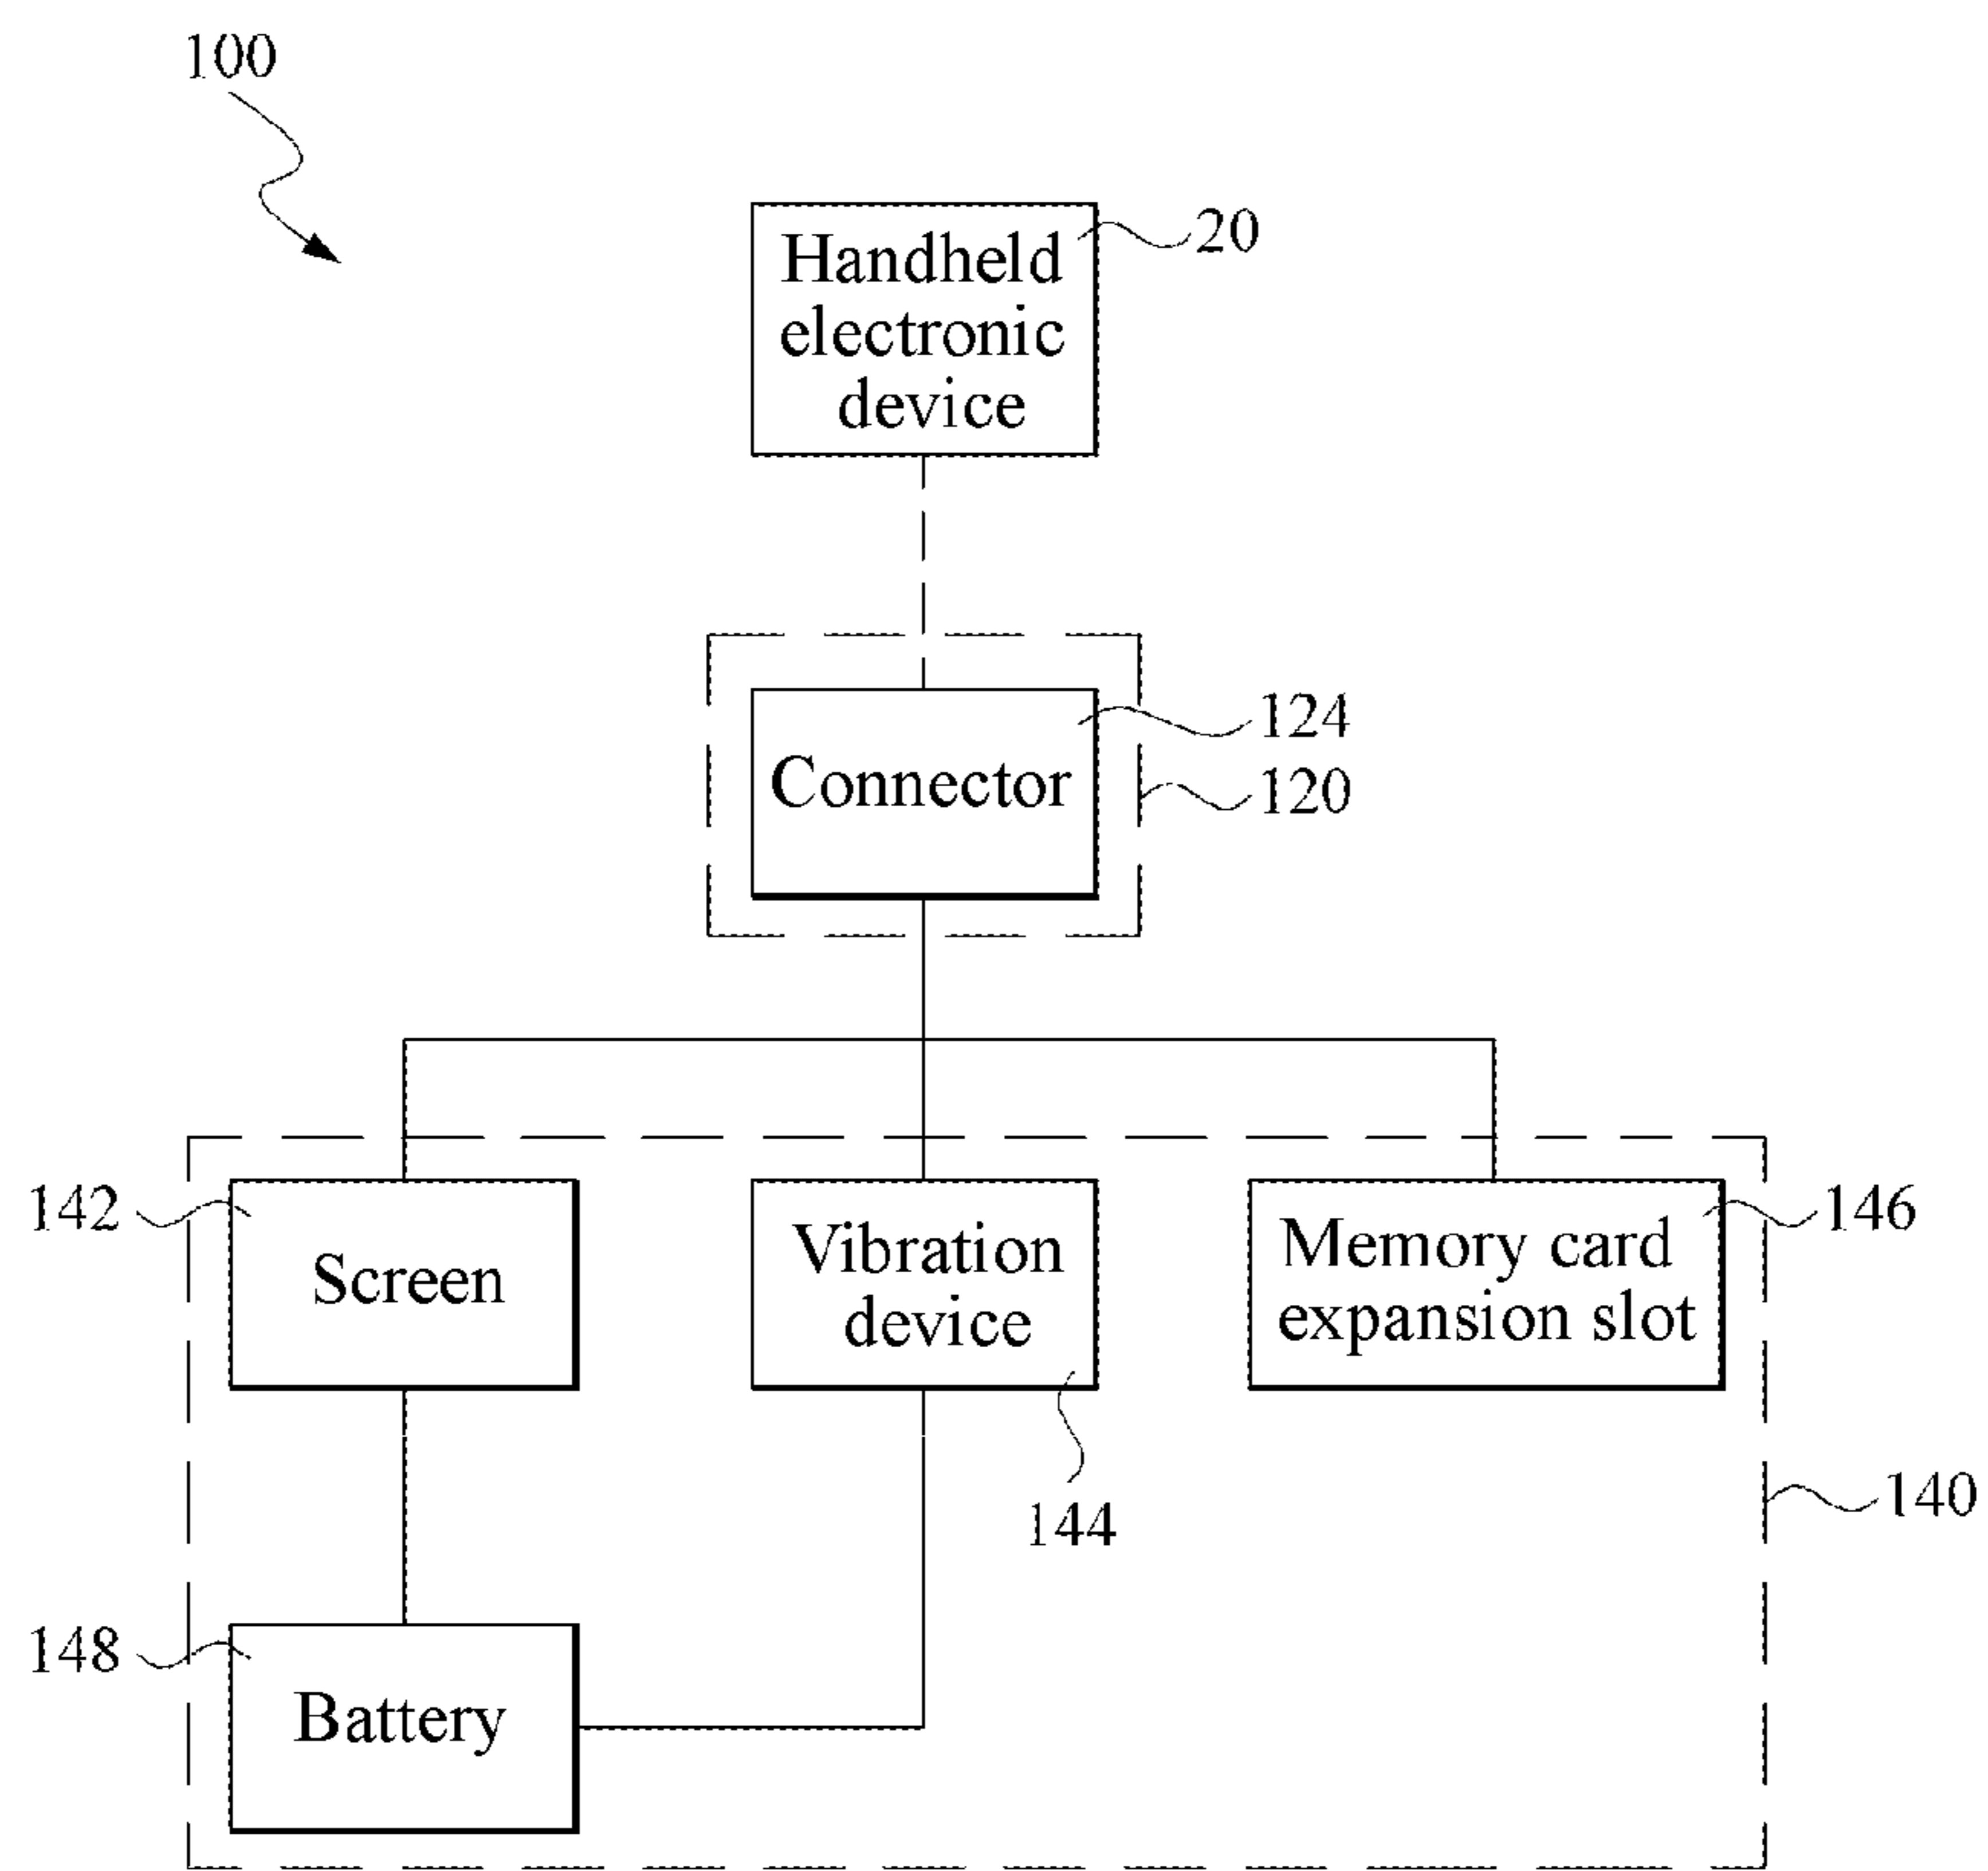 100
Handheld
electronic
device
20
Connector
124
120
142
Screen
Vibration
device
Memory card
expansion slot
146
144
140
148
Battery